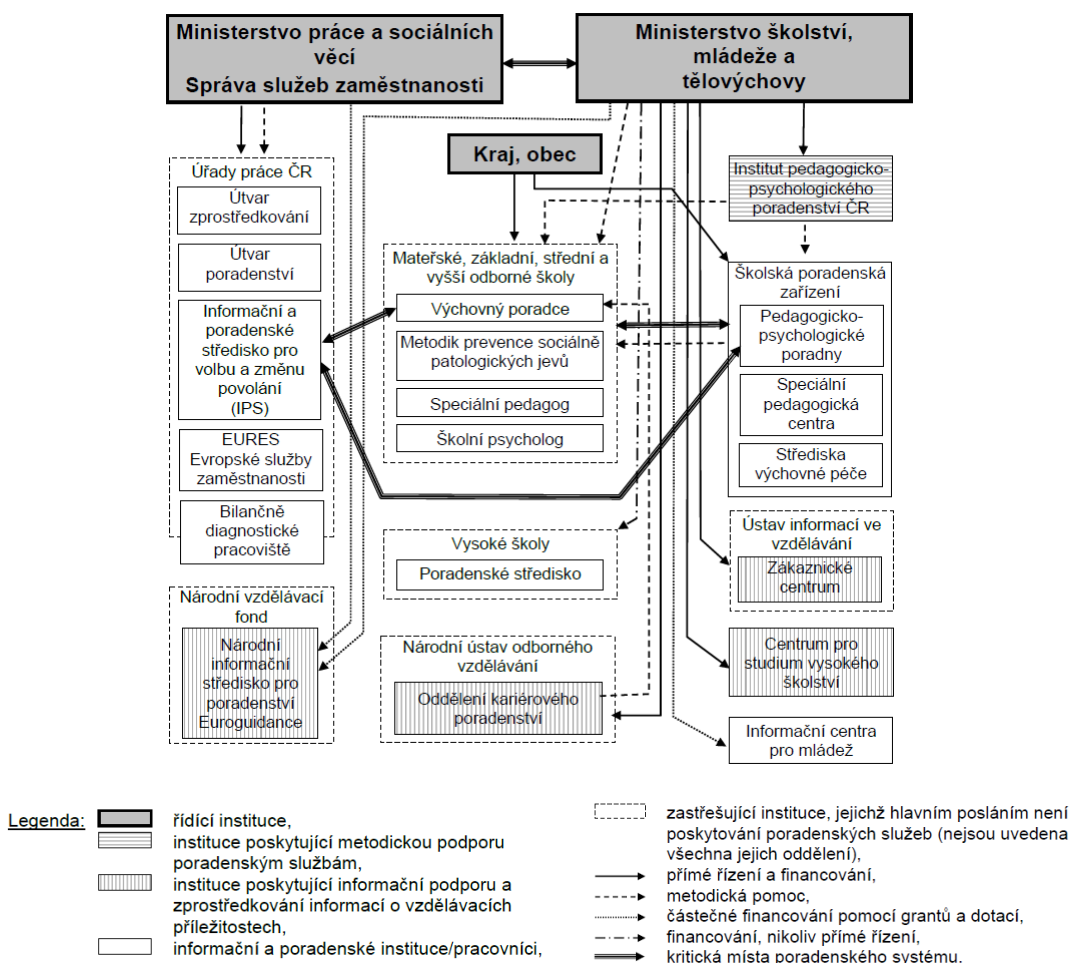 Ministerstvo práce a sociálních
věcí
Správa služeb zaměstnanosti
Ministerstvo školství,
mládeže a
tělovýchovy
Kraj, obec
Úřady práce ČR
Útvar
zprostředkování
Útvar
poradenství
Informační a
poradenské
středisko pro
volbu a změnu
povolání
(IPS)
EURES
Evropské služby
zaměstnanosti
Bilančně
diagnostické
pracoviště
Národní vzdělávací
fond
Národní
informační
středisko pro
poradenství
Euroguidance
Mateřské, základní, střední a
vyšší odborné školy
Výchovný poradce
Metodik prevence sociálně
patologických jevů
Speciální pedagog
Školní psycholog
Vysoké školy
Poradenské středisko
Národní ústav odborného
vzdělávání
Oddělení kariérového
poradenství
Institut pedagogicko-
psychologického
poradenství ČR
Školská poradenská
zařízení
Pedagogicko-
psychologické
poradny
Speciální
pedagogická
centra
Střediska
výchovné péče
Ústav informací ve
vzdělávání
Zákaznické
centrum
Centrum pro
studium vysokého
školství
Informační centra
pro mládež
Legenda:
řídící instituce,
instituce poskytující metodickou podporu
poradenským službám,
instituce poskytující informační podporu a
zprostředkování informací o vzdělávacích
příležitostech,
informační a poradenské instituce/pracovníci,
zastřešující instituce, jejichž hlavním posláním není
poskytování poradenských služeb (nejsou uvedena
všechna jejich oddělení),
přímé řízení a financování,
metodická pomoc,
částečné financování pomocí grantů a dotací,
financování, nikoliv přímé řízení,
kritická místa poradenského systému.